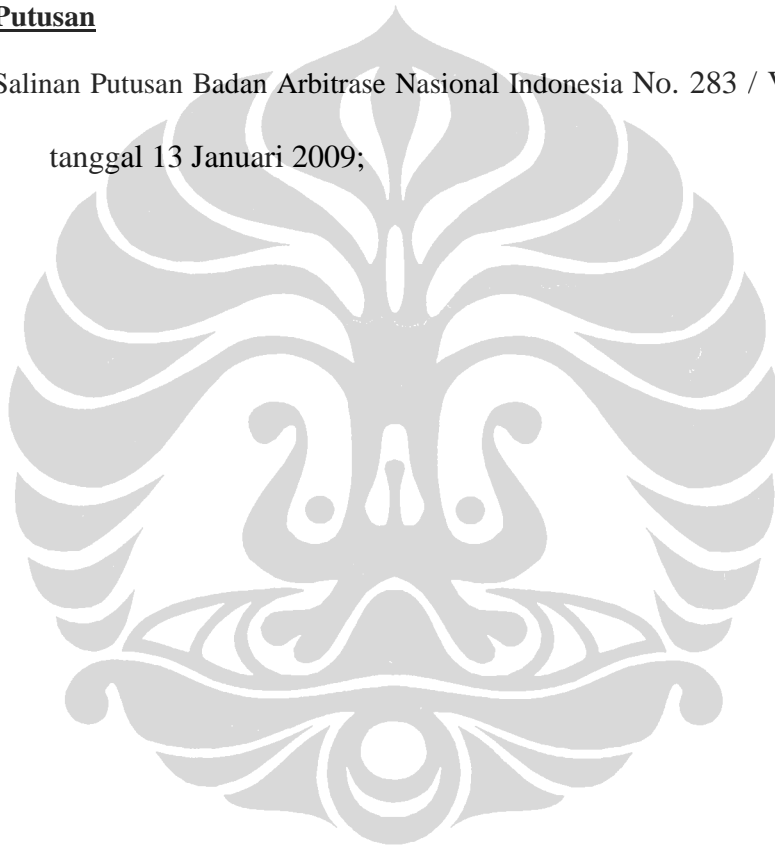 Putusan
Salinan Putusan Badan Arbitrase Nasional Indonesia No. 283 /
tanggal 13 Januari 2009;